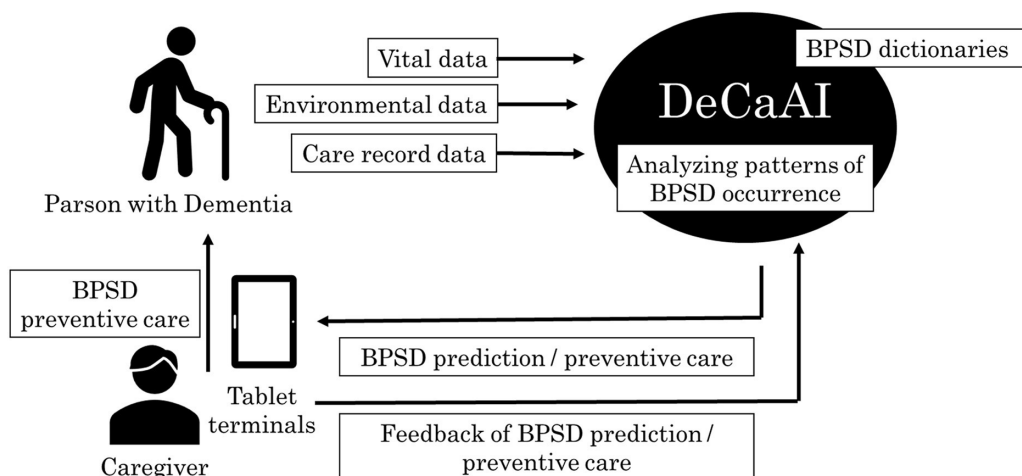 Vital data
Environmental data
Care record data
BPSD dictionaries
DeCaAI
Analyzing patterns of
BPSD occurrence
Parson with Dementia
BPSD
preventive care
BPSD prediction / preventive care
Tablet
terminals
Caregiver
Feedback of BPSD prediction /
preventive care